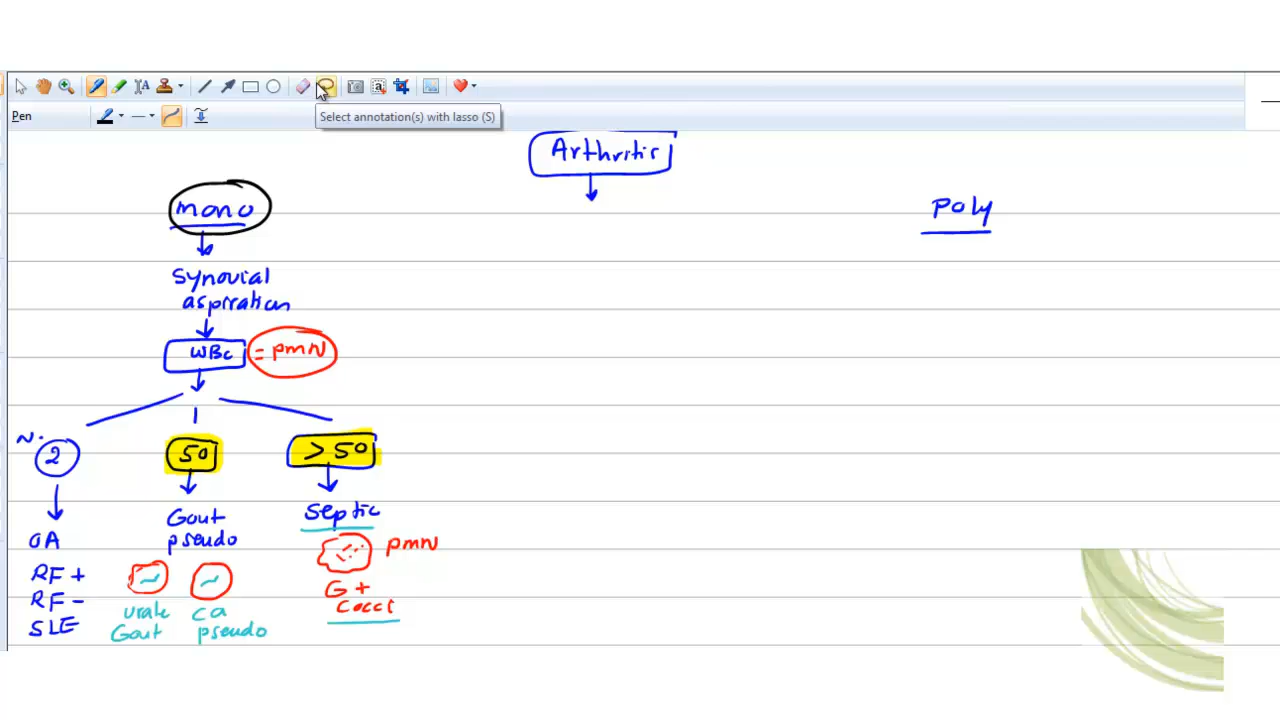 Pen
Select annotation(s) with lasso (S)
Arthritis
mono
Poly
Synovial
aspiration
WBC = PMN
N.
2
50
> 50
OA
RF +
RF -
SLE
Gout
pseudo
urate
Gout
ca
pseudo
Septic
PMN
G +
Cocci